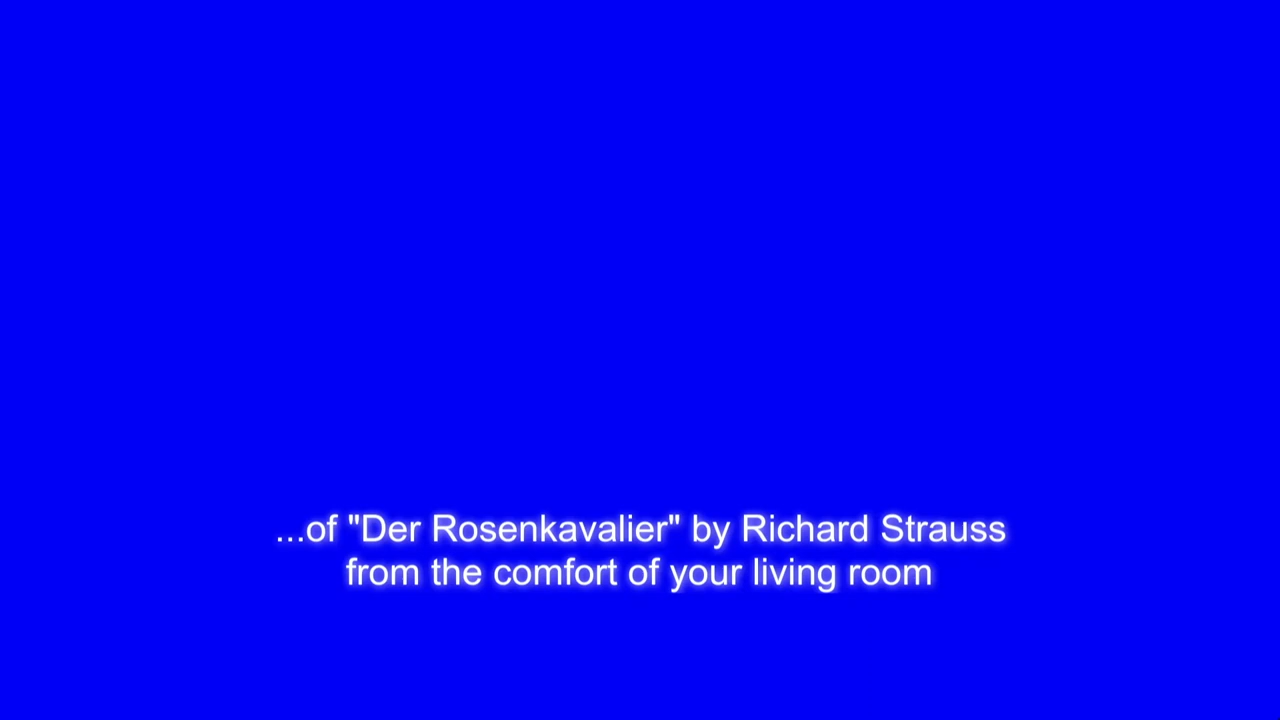 ...of "Der Rosenkavalier" by Richard Strauss
from the comfort of your living room